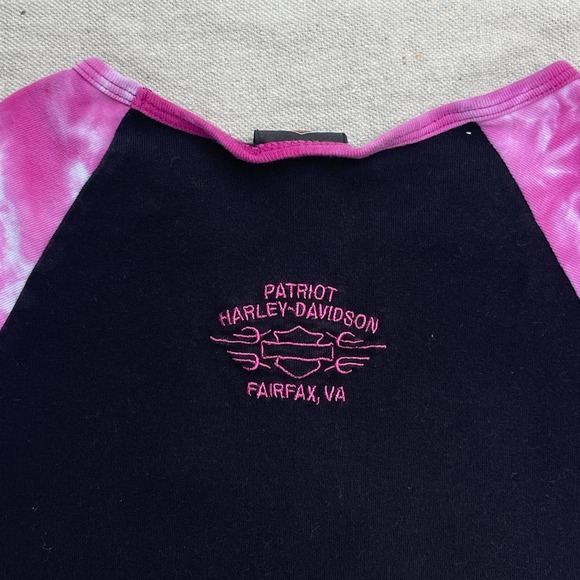 PATRIOT
HARLEY-DAVIDSON
FAIRFAX, VA